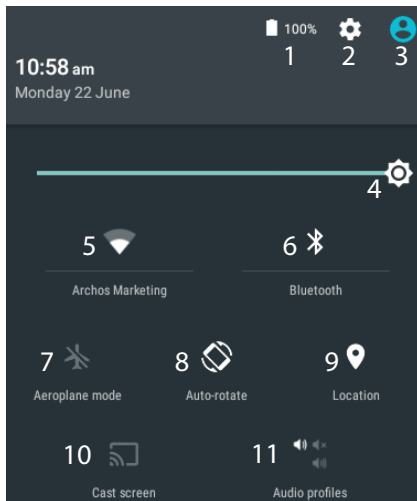 100%
1 2 3
10:58 am
Monday 22 June
4
5 6
Archos Marketing Bluetooth
7 8 9
Aeroplane mode Auto-rotate Location
10 11
Cast screen Audio profiles